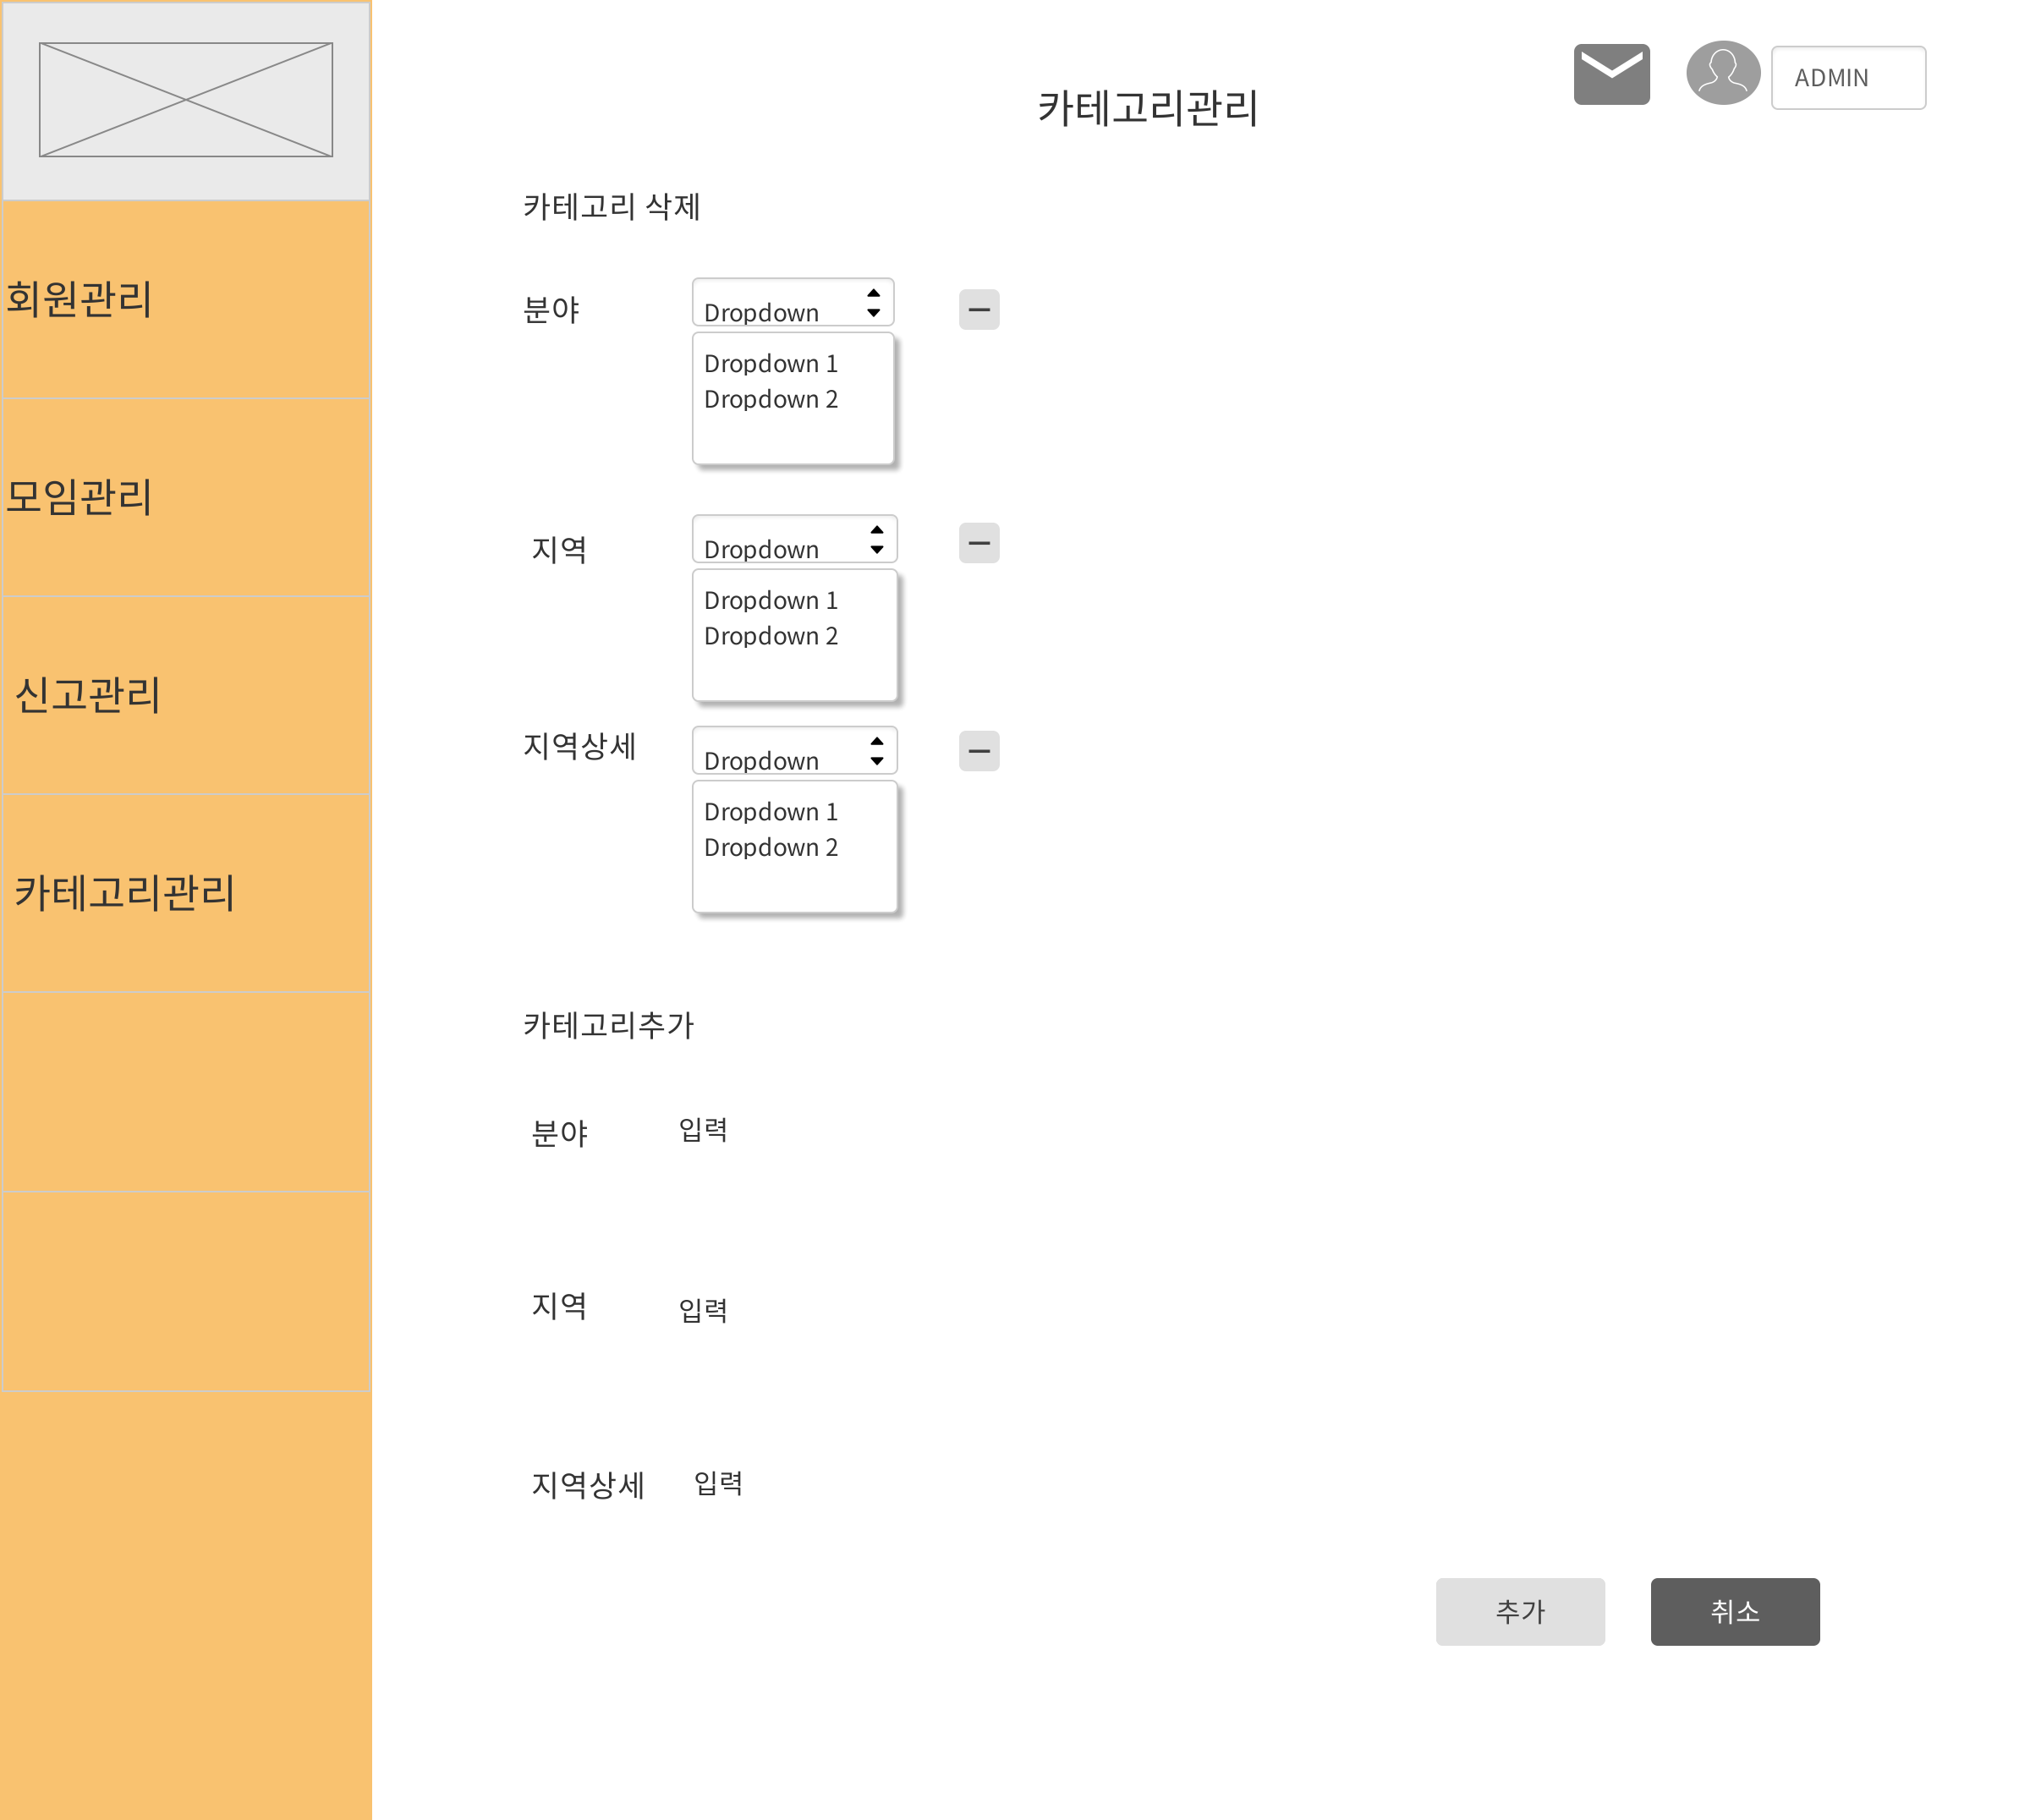 ADMIN
카테고리관리
카테고리 삭제
회원관리
모임관리
신고관리
카테고리관리
분야
Dropdown
Dropdown 1
Dropdown 2
지역
Dropdown
Dropdown 1
Dropdown 2
지역상세
Dropdown
Dropdown 1
Dropdown 2
카테고리추가
분야 입력
지역 입력
지역상세 입력
추가
취소